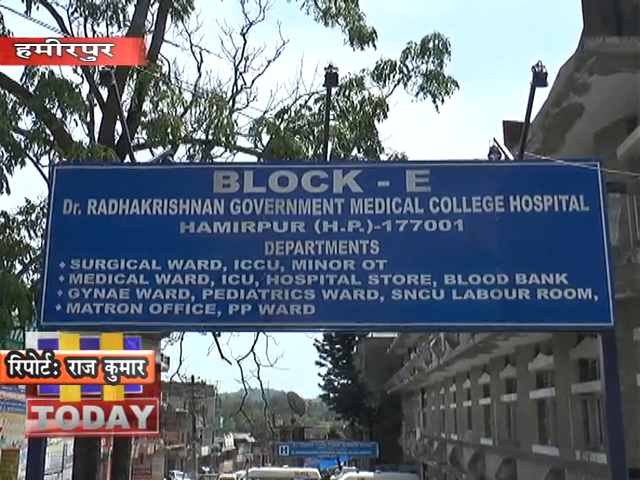 हमीरपुर
BLOCK - E
Dr. RADHAKRISHNAN GOVERNMENT MEDICAL COLLEGE HOSPITAL
HAMIRPUR (H.P.)-177001
DEPARTMENTS
SURGICAL WARD, ICCU, MINOR OT
MEDICAL WARD, ICU, HOSPITAL STORE, BLOOD BANK
GYNAE WARD, PEDIATRICS WARD, SNCU LABOUR ROOM,
MATRON OFFICE, PP WARD
रिपोर्ट: राज कुमार
TODAY
H